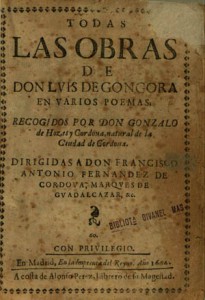 TODAS
LAS OBRAS
DE
DON LVIS DE GONGORA
EN VARIOS POEMAS.
RECOGIDOS POR DON GONZALO
de Hozes y Cordoua, natural de la
Ciudad de Cordoua.
DIRIGIDAS A DON FRANCISCO
ANTONIO FERNANDEZ DE
CORDOVA, MARQVES DE
GVADALCAZAR, &c.
CON PRIVILEGIO.
En Madrid, En la Imprenta del Reyno. Año
A costa de Alonso Perez, Librero de su Magestad.